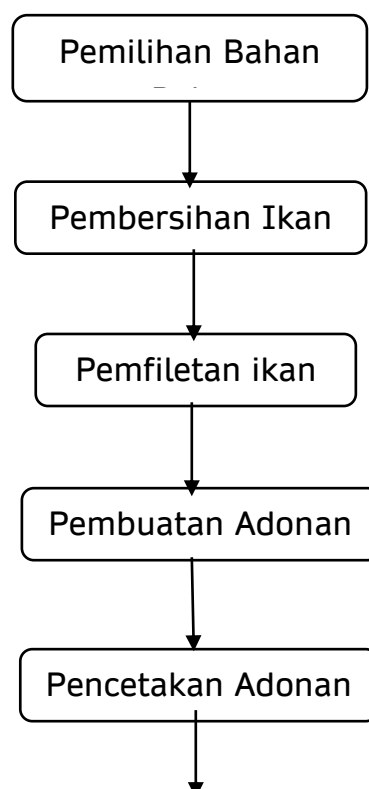 Pemilihan Bahan
Pembersihan Ikan
Pemfiletan ikan
Pembuatan Adonan
Pencetakan Adonan